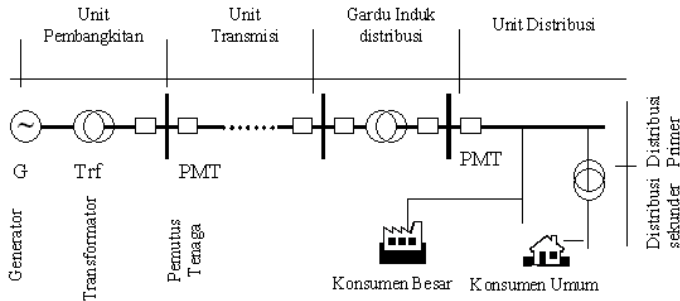 Unit
Pembangkitan
Unit
Transmisi
Gardu Induk
distribusi
Unit Distribusi
~
G
Trf
PMT
PMT
Generator
Transformator
Pemutus
Tenaga
Distribusi
Primer
Distribusi
sekunder
Konsumen Besar
Konsumen Umum